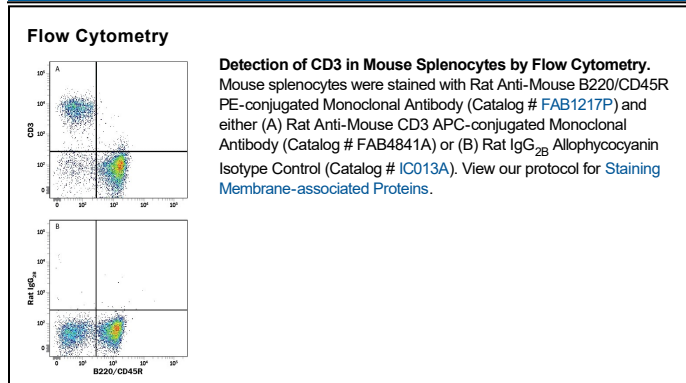 Flow Cytometry
Detection of CD3 in Mouse Splenocytes by Flow Cytometry.
Mouse splenocytes were stained with Rat Anti-Mouse B220/CD45R
PE-conjugated Monoclonal Antibody (Catalog # FAB1217P) and
either (A) Rat Anti-Mouse CD3 APC-conjugated Monoclonal
Antibody (Catalog # FAB4841A) or (B) Rat IgG2B Allophycocyanin
Isotype Control (Catalog # IC013A). View our protocol for Staining
Membrane-associated Proteins.
A
CD3
B
Rat IgG2B
B220/CD45R